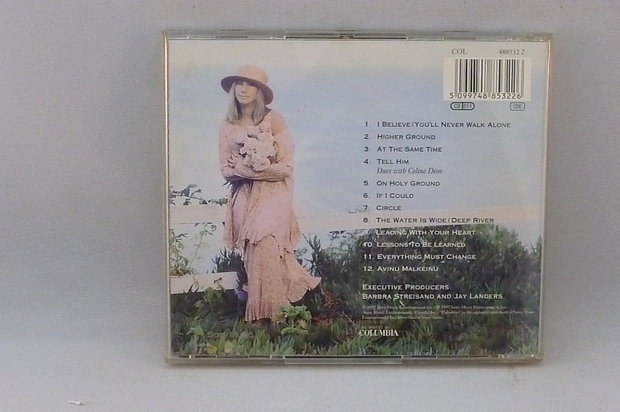 COL 488532 2
5 099748 853226
1. I BELIEVE/YOU'LL NEVER WALK ALONE
2. HIGHER GROUND
3. AT THE SAME TIME
4. TELL HIM
Duet with Celine Dion
5. ON HOLY GROUND
6. IF I COULD
7. CIRCLE
8. THE WATER IS WIDE/DEEP RIVER
9. LEADING WITH YOUR HEART
10. LESSONS TO BE LEARNED
11. EVERYTHING MUST CHANGE
12. AVINU MALKEINU
EXECUTIVE PRODUCERS:
BARBRA STREISAND AND JAY LANDERS
COLUMBIA